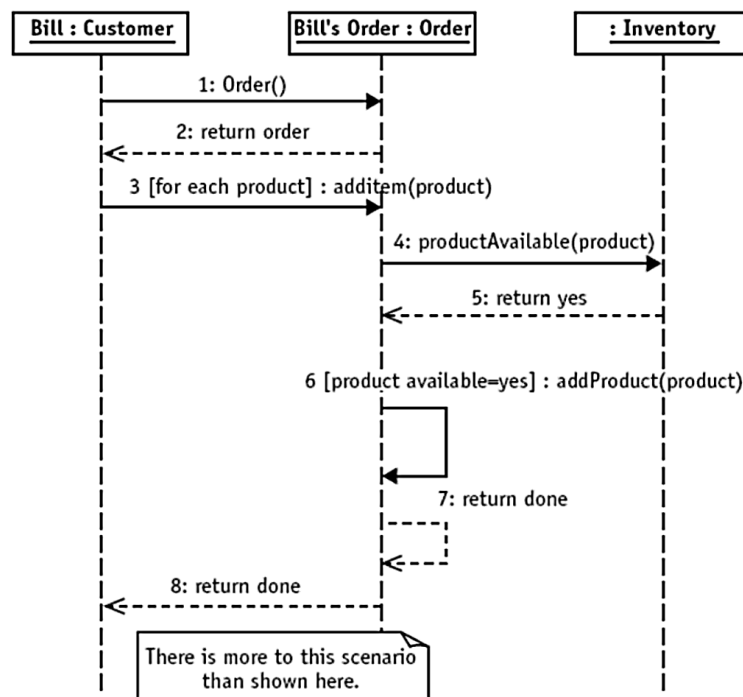 Bill : Customer
Bill's Order : Order
: Inventory
1: Order()
2: return order
3 [for each product] : additem(product)
4: productAvailable(product)
5: return yes
6 [product available=yes] : addProduct(product)
7: return done
8: return done
There is more to this scenario
than shown here.